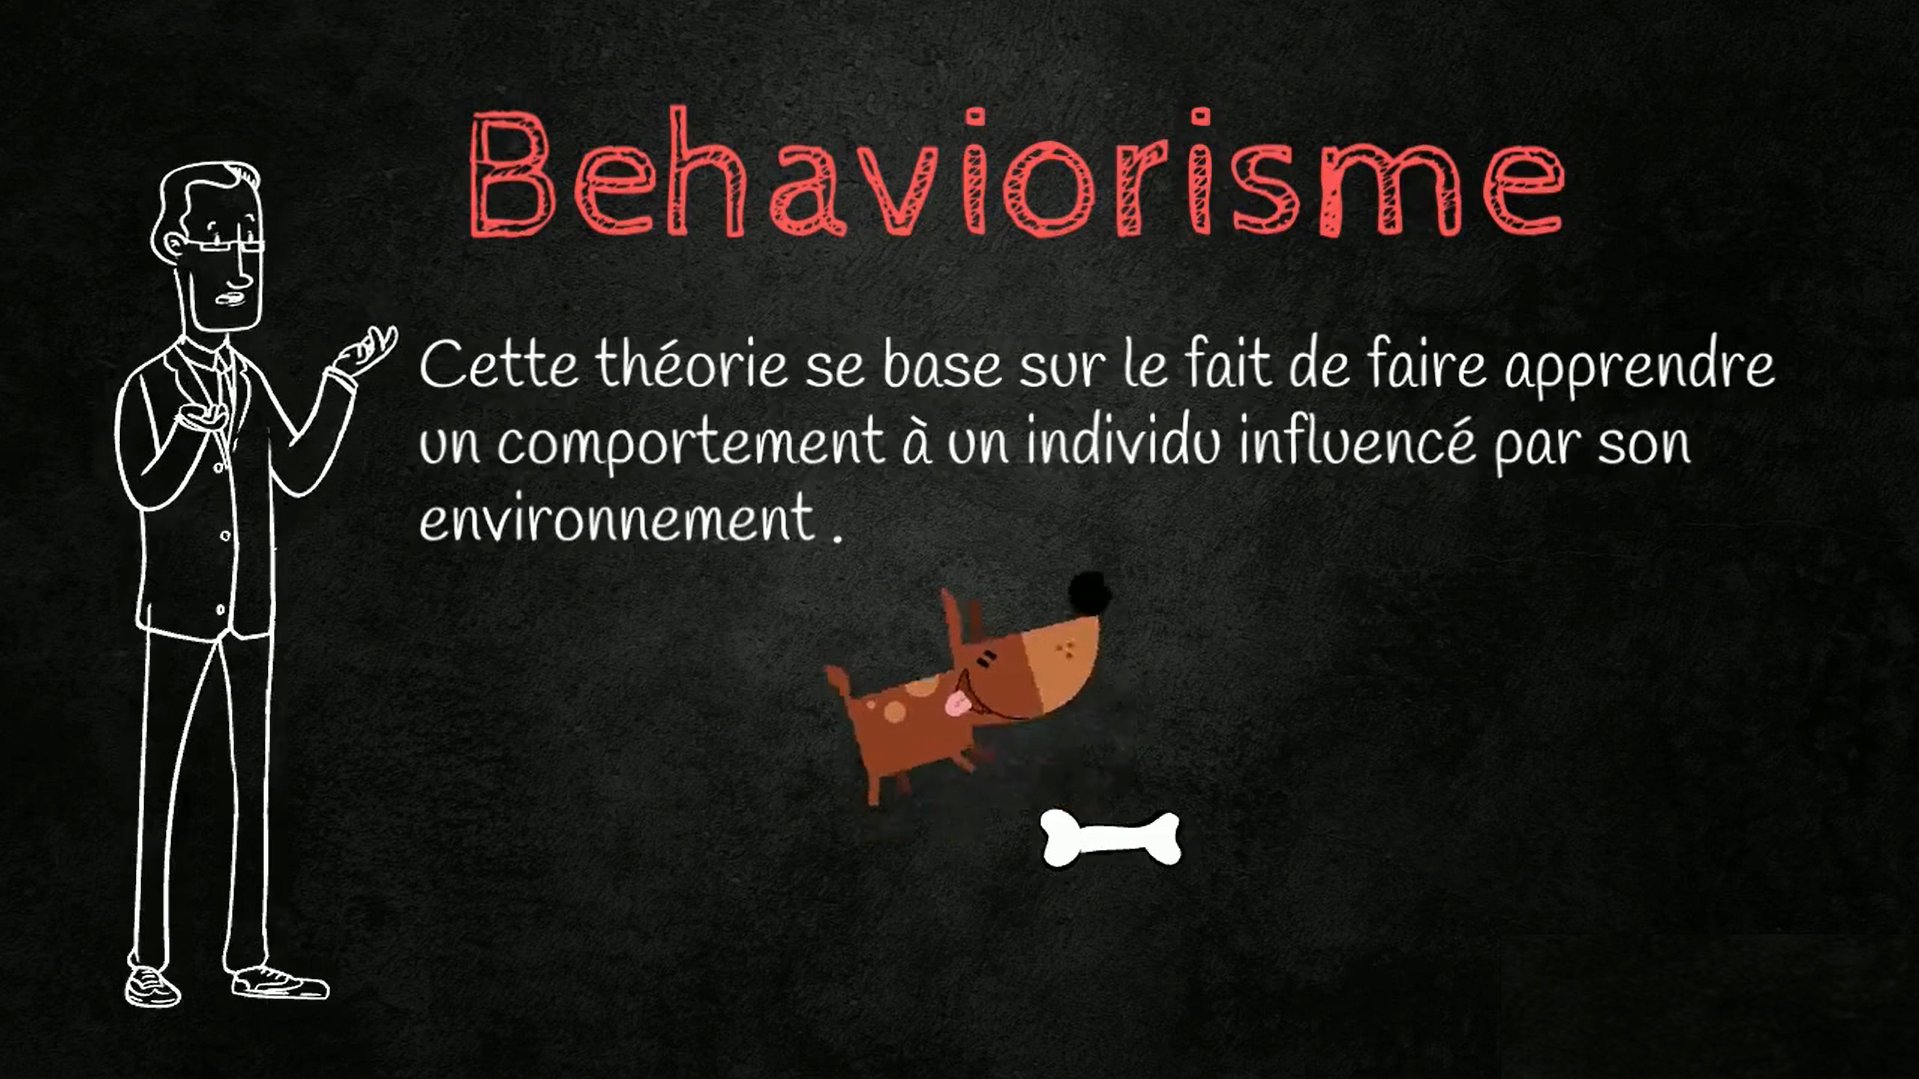 Behaviorisme
Cette théorie se base sur le fait de faire apprendre
un comportement à un individu influencé par son
environnement .